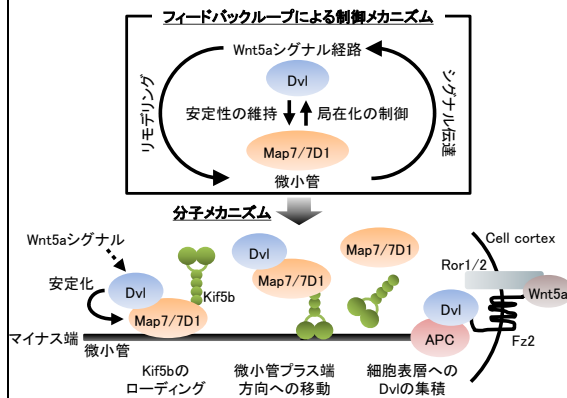 フィードバックループによる制御メカニズム
Wnt5aシグナル経路
Dvl
リモデリング
安定性の維持
局在化の制御
シグナル伝達
Map7/7D1
微小管
分子メカニズム
Wnt5aシグナル
安定化
Dvl
Map7/7D1
Kif5b
Dvl
Map7/7D1
Map7/7D1
Cell cortex
Ror1/2
Wnt5a
Dvl
APC
Fz2
マイナス端
微小管
Kif5bの
ローディング
微小管プラス端
方向への移動
細胞表層への
Dvlの集積